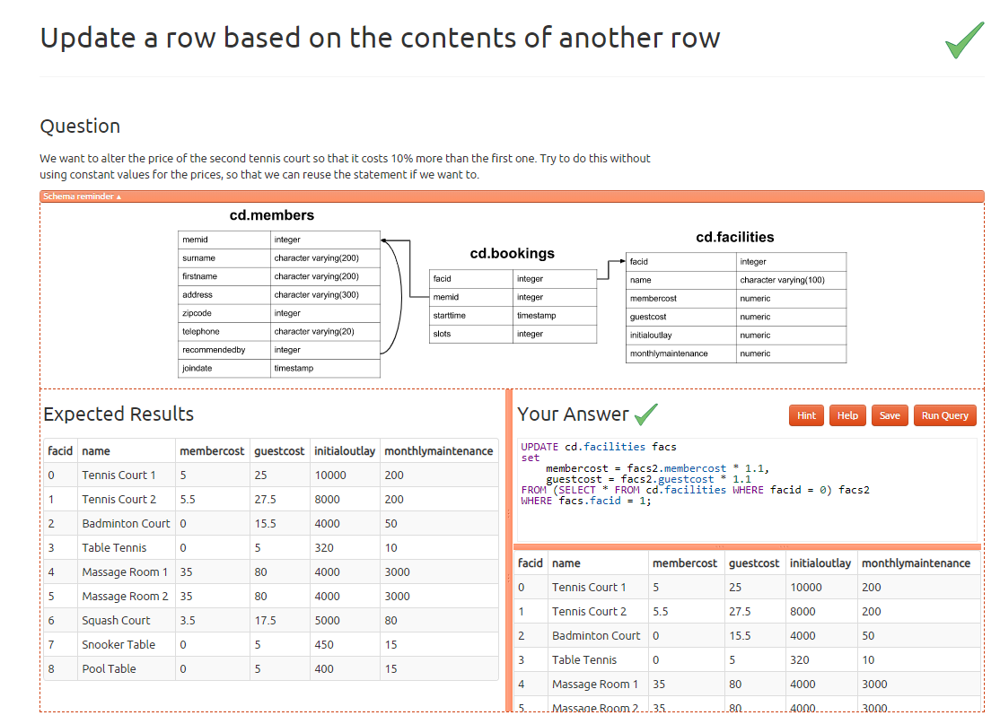 Update a row based on the contents of another row
Question
We want to alter the price of the second tennis court so that it costs 10% more than the first one. Try to do this without
using constant values for the prices, so that we can reuse the statement if we want to.
Schema reminder ▴
cd.members
memid integer
surname character varying(200)
firstname character varying(200)
address character varying(300)
zipcode integer
telephone character varying(20)
recommendedby integer
joindate timestamp
cd.bookings
facid integer
memid integer
starttime timestamp
slots integer
cd.facilities
facid integer
name character varying(100)
membercost numeric
guestcost numeric
initialoutlay numeric
monthlymaintenance numeric
Expected Results
facid name membercost guestcost initialoutlay monthlymaintenance
0 Tennis Court 1 5 25 10000 200
1 Tennis Court 2 5.5 27.5 8000 200
2 Badminton Court 0 15.5 4000 50
3 Table Tennis 0 5 320 10
4 Massage Room 1 35 80 4000 3000
5 Massage Room 2 35 80 4000 3000
6 Squash Court 3.5 17.5 5000 80
7 Snooker Table 0 5 450 15
8 Pool Table 0 5 400 15
Your Answer
Hint Help Save Run Query
UPDATE cd.facilities facs
set
membercost = facs2.membercost * 1.1,
guestcost = facs2.guestcost * 1.1
FROM (SELECT * FROM cd.facilities WHERE facid = 0) facs2
WHERE facs.facid = 1;
facid name membercost guestcost initialoutlay monthlymaintenance
0 Tennis Court 1 5 25 10000 200
1 Tennis Court 2 5.5 27.5 8000 200
2 Badminton Court 0 15.5 4000 50
3 Table Tennis 0 5 320 10
4 Massage Room 1 35 80 4000 3000
5 Massage Room 2 35 80 4000 3000